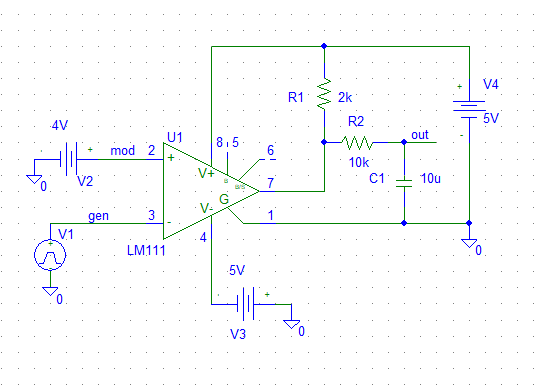 V4
5V
+
-
R1 2k
R2
10k
out
C1 10u
0
4V
+
V2
0
mod
2
U1
+
8 5
6
V+
B
B/S
7
G
1
gen
3
-
V-
4
LM111
V1
+
-
0
5V
- +
V3
0